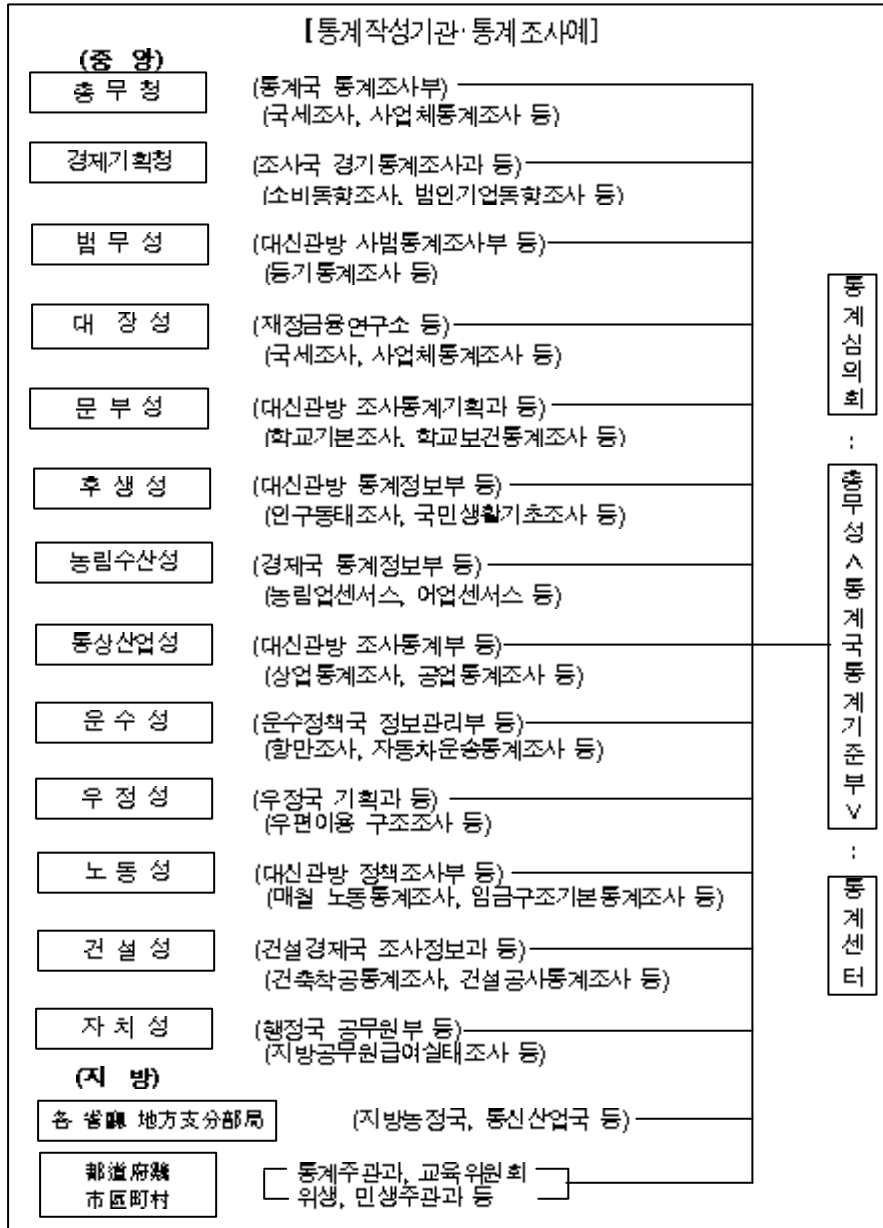 [통계작성기관·통계조사예]
(중 앙)
총 무 청 (통계국 통계조사부)
(국세조사, 사업체통계조사 등)
경제기획청 (조사국 경기통계조사과 등)
(소비동향조사, 법인기업동향조사 등)
법 무 성 (대신관방 사법통계조사부 등)
(등기통계조사 등)
대 장 성 (재정금융연구소 등)
(국세조사, 사업체통계조사 등)
문 부 성 (대신관방 조사통계기획과 등)
(학교기본조사, 학교보건통계조사 등)
후 생 성 (대신관방 통계정보부 등)
(인구동태조사, 국민생활기초조사 등)
농림수산성 (경제국 통계정보부 등)
(농림업센서스, 어업센서스 등)
통상산업성 (대신관방 조사통계부 등)
(상업통계조사, 공업통계조사 등)
운 수 성 (운수정책국 정보관리부 등)
(항만조사, 자동차운송통계조사 등)
우 정 성 (우정국 기획과 등)
(우편이용 구조조사 등)
노 동 성 (대신관방 정책조사부 등)
(매월 노동통계조사, 임금구조기본통계조사 등)
건 설 성 (건설경제국 조사정보과 등)
(건축착공통계조사, 건설공사통계조사 등)
자 치 성 (행정국 공무원부 등)
(지방공무원급여실태조사 등)
(지 방)
各 省廳 地方支分部局 (지방농정국, 통신산업국 등)
都道府縣
市區町村
통계주관과, 교육위원회
위생, 민생주관과 등
통계심의회
:
총무성<통계국통계기준부>
:
통계센터